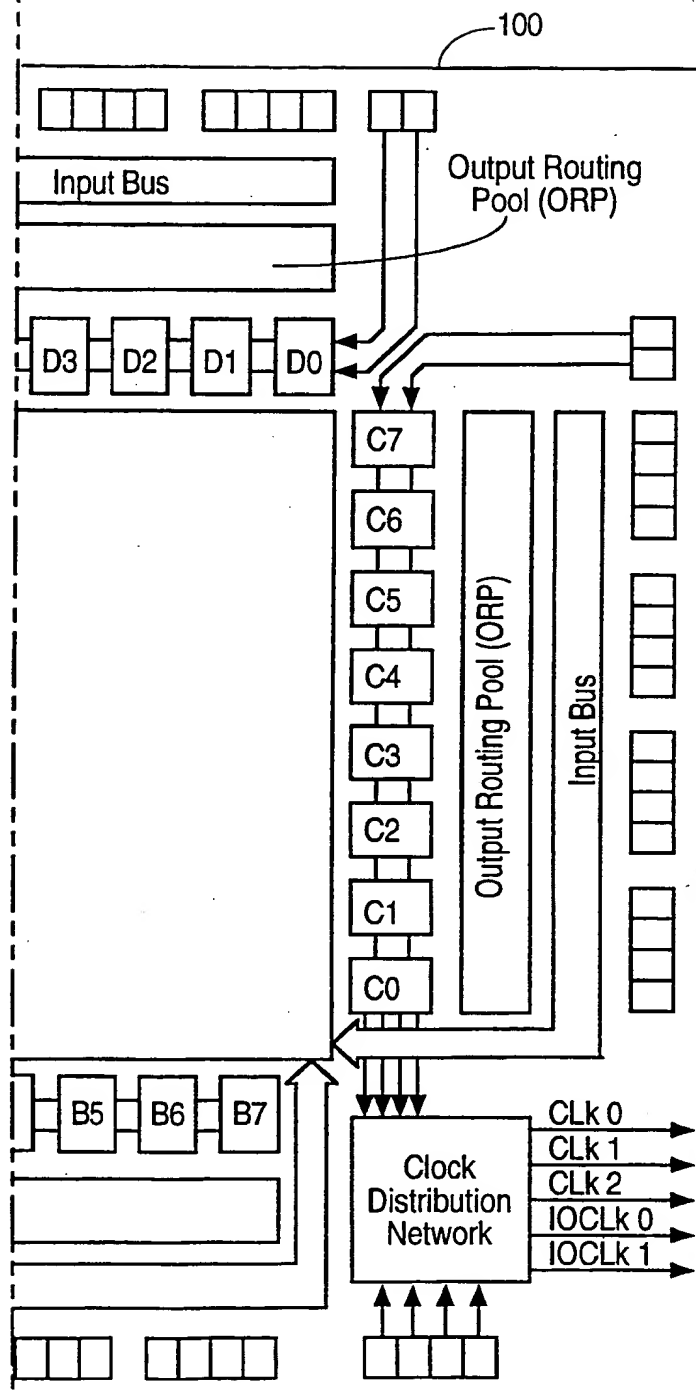 100
Input Bus
Output Routing
Pool (ORP)
D3 D2 D1 D0
C7
C6
C5
C4
C3
C2
C1
C0
Output Routing Pool (ORP)
Input Bus
B5 B6 B7
Clock
Distribution
Network
CLk 0
CLk 1
CLk 2
IOCLk 0
IOCLk 1